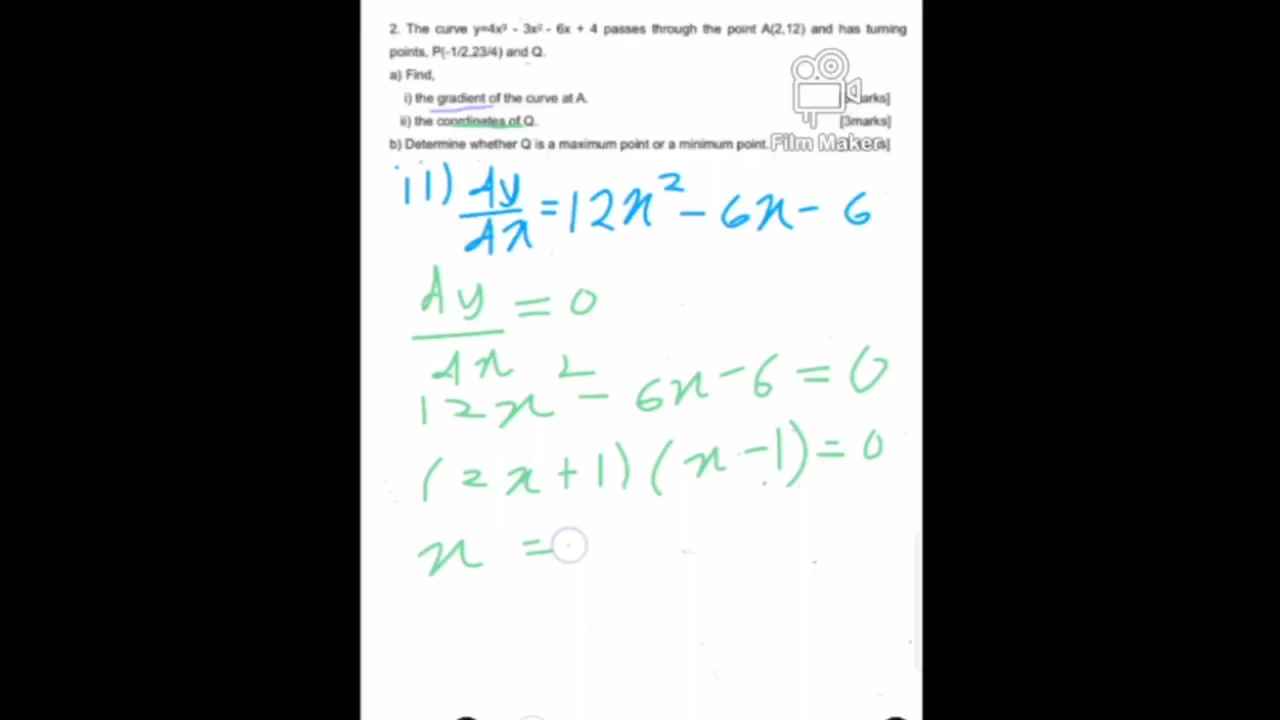 2. The curve y=4x³ - 3x² - 6x + 4 passes through the point A(2,12) and has turning
points, P(-1/2,23/4) and Q.
a) Find,
i) the gradient of the curve at A.
arks]
ii) the coordinates of Q.
[3marks]
b) Determine whether Q is a maximum point or a minimum point.
Film Maker
ii) dy/dx = 12x² - 6x - 6
dy/dx = 0
12x² - 6x - 6 = 0
(2x + 1)(x - 1) = 0
x =